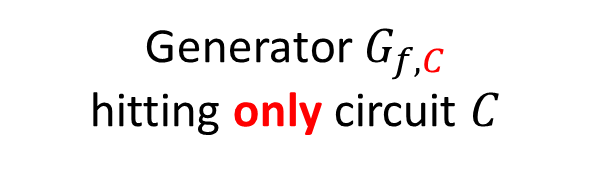 Generator $G_{f,C}$
hitting only circuit $C$